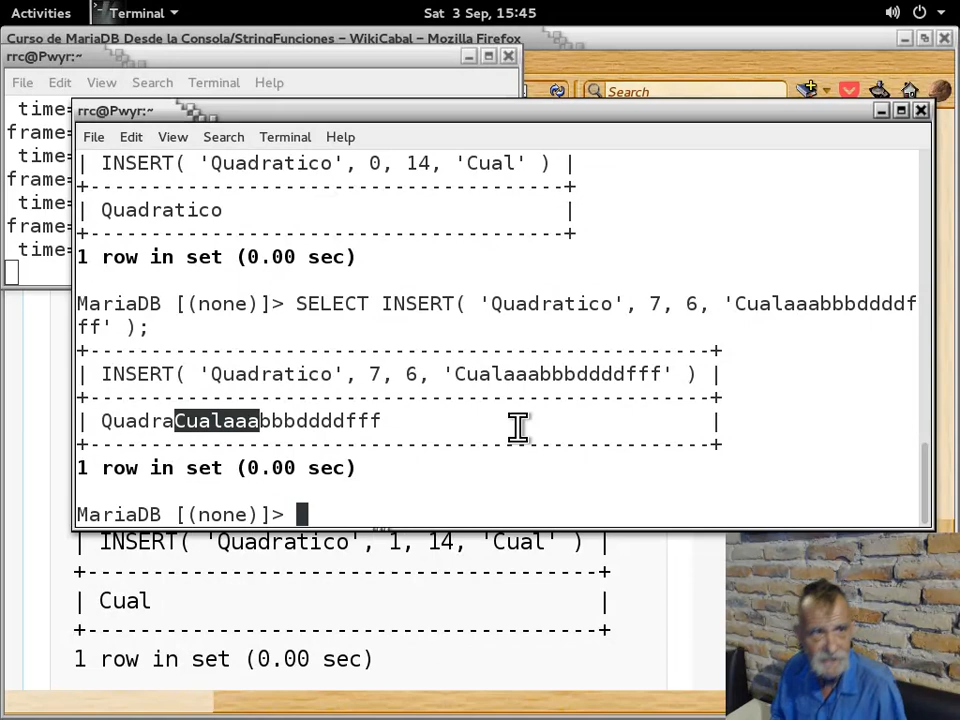 Activities Terminal Sat 3 Sep, 15:45
Curso de MariaDB Desde la Consola/StringFunciones – WikiCabal – Mozilla Firefox
rrc@Pwyr:~
File Edit View Search Terminal Help
Search
time=
frame=
time=
frame=
time=
frame=
time=
rrc@Pwyr:~
File Edit View Search Terminal Help
| INSERT( 'Quadratico', 0, 14, 'Cual' ) |
+---------------------------------------+
| Quadratico                            |
+---------------------------------------+
1 row in set (0.00 sec)
MariaDB [(none)]> SELECT INSERT( 'Quadratico', 7, 6, 'Cualaaabbbddddf
ff' );
+---------------------------------------------------+
| INSERT( 'Quadratico', 7, 6, 'Cualaaabbbddddfff' ) |
+---------------------------------------------------+
| QuadraCualaaabbbddddfff                           |
+---------------------------------------------------+
1 row in set (0.00 sec)
MariaDB [(none)]>
| INSERT( 'Quadratico', 1, 14, 'Cual' ) |
+---------------------------------------+
| Cual                                  |
+---------------------------------------+
1 row in set (0.00 sec)